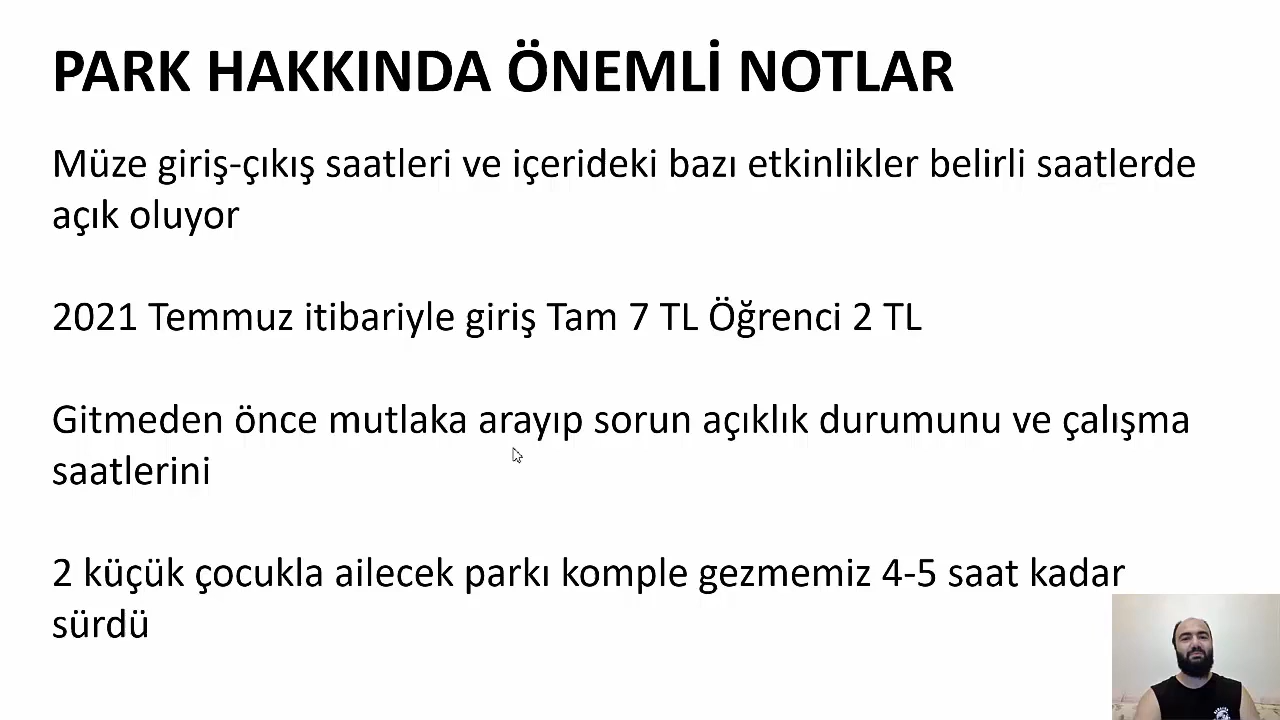 PARK HAKKINDA ÖNEMLİ NOTLAR
Müze giriş-çıkış saatleri ve içerideki bazı etkinlikler belirli saatlerde
açık oluyor
2021 Temmuz itibariyle giriş Tam 7 TL Öğrenci 2 TL
Gitmeden önce mutlaka arayıp sorun açıklık durumunu ve çalışma
saatlerini
2 küçük çocukla ailecek parkı komple gezmemiz 4-5 saat kadar
sürdü